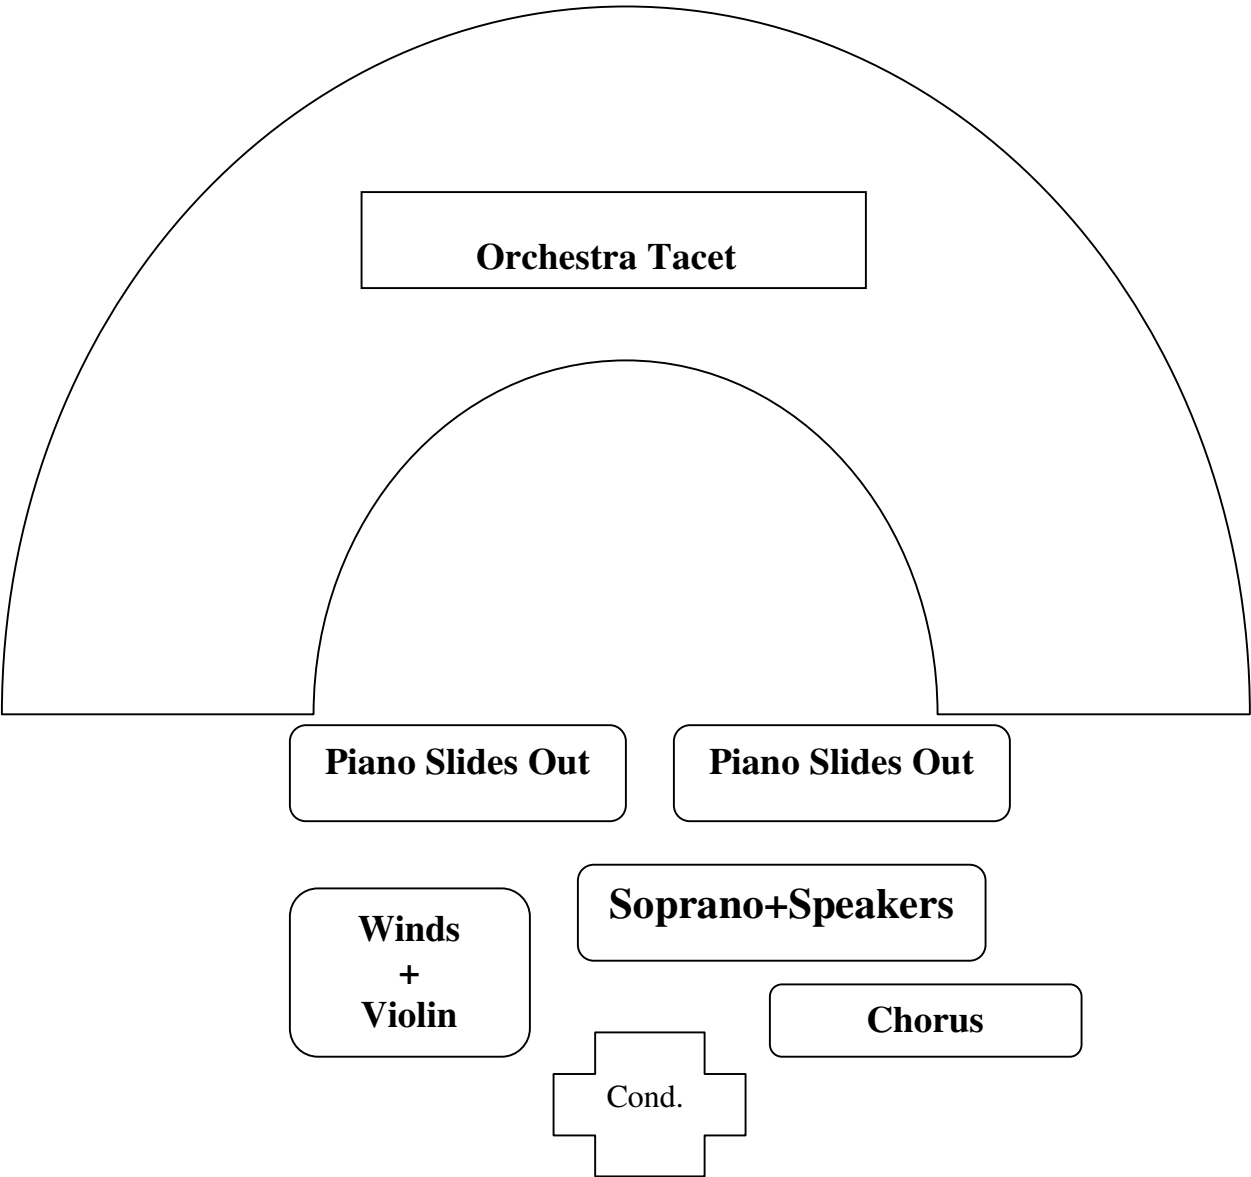 Orchestra Tacet
Piano Slides Out
Piano Slides Out
Soprano+Speakers
Winds
+
Violin
Chorus
Cond.